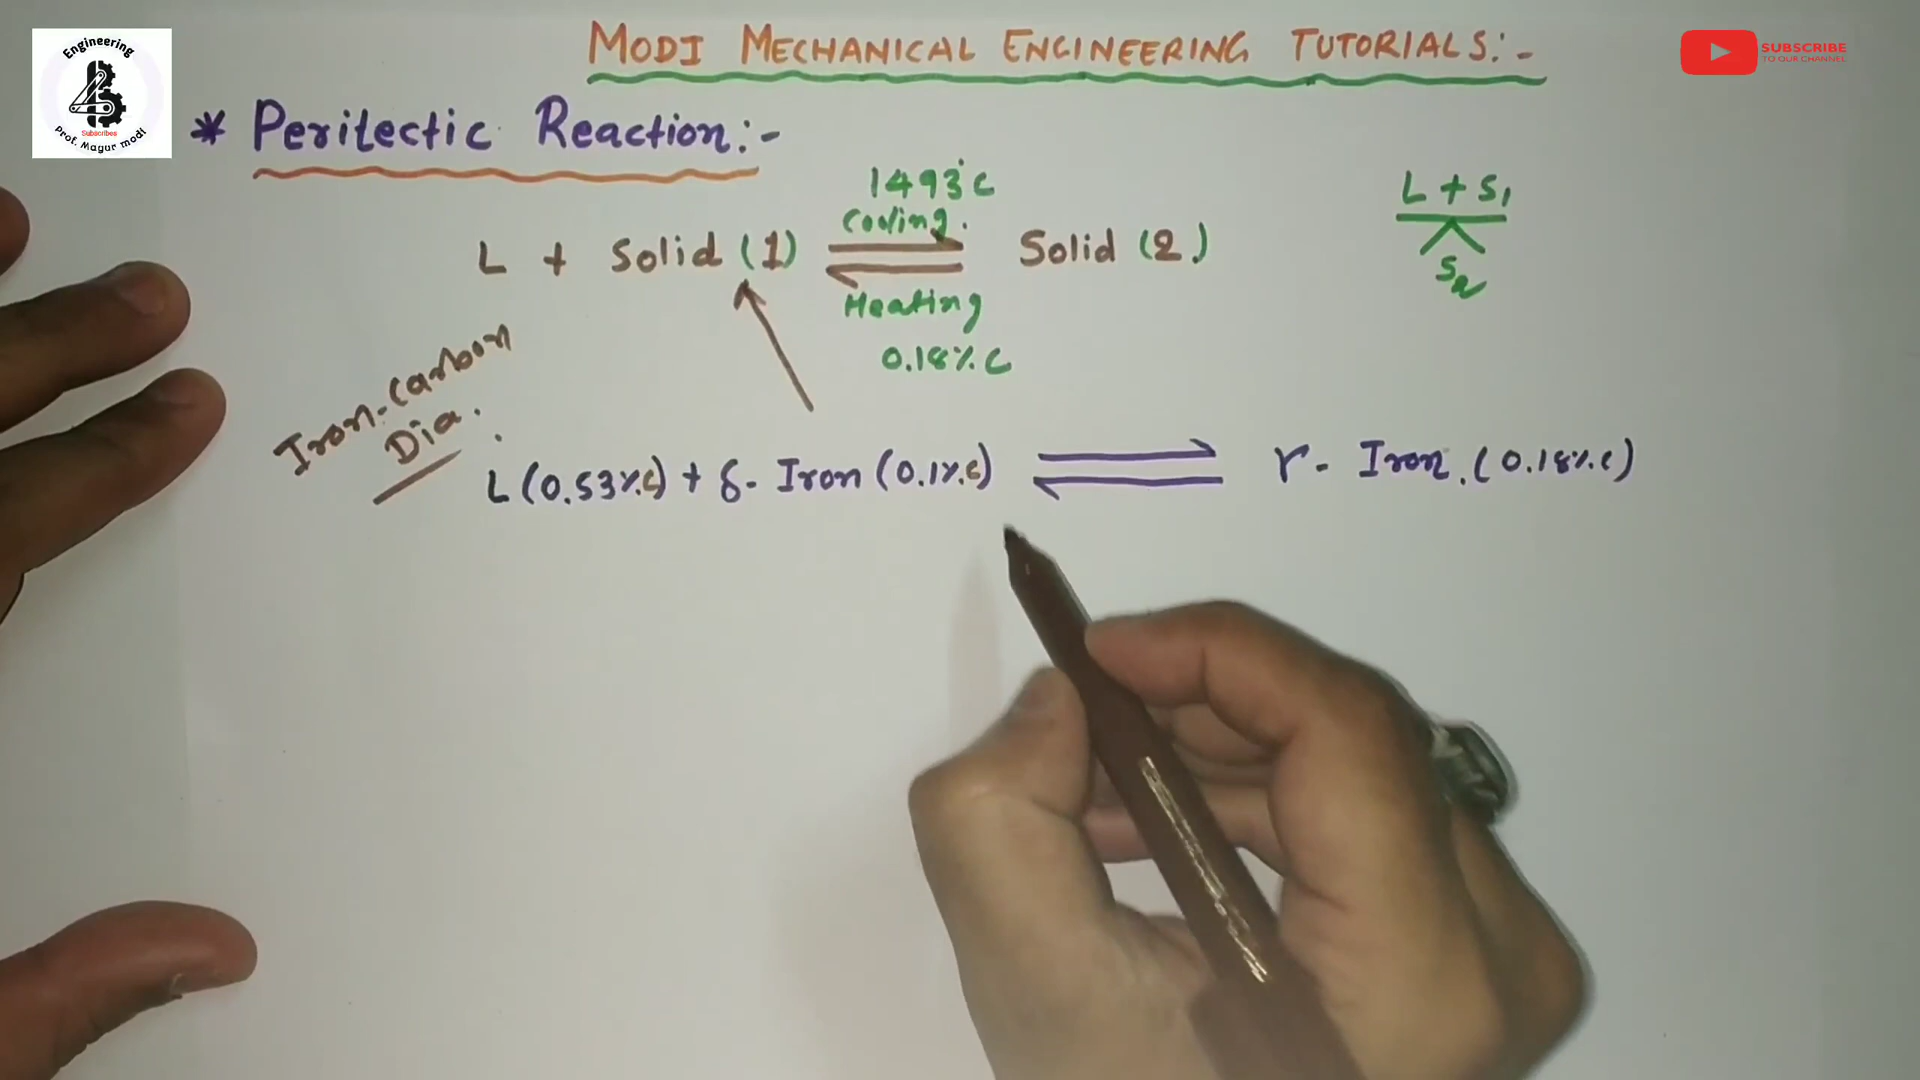 MODI MECHANICAL ENGINEERING TUTORIALS:-
Engineering
Subscribes
Prof. Mayur modi
SUBSCRIBE
TO OUR CHANNEL
* Peritectic Reaction:-
1493°C
Cooling.
L + Solid (1) ⇌ Solid (2)
Heating
0.18%.C
L + S1
S2
Iron-Carbon
Dia.
L (0.53%.C) + δ- Iron (0.1%.C) ⇌ γ- Iron. (0.18%.C)